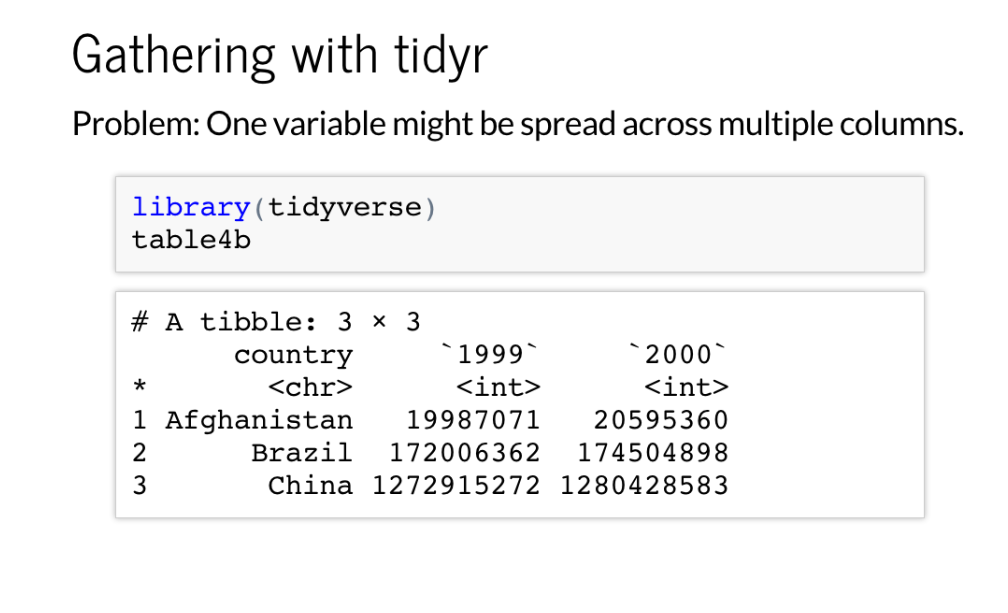 Gathering with tidyr
Problem: One variable might be spread across multiple columns.
library(tidyverse)
table4b
# A tibble: 3 × 3
country `1999` `2000`
* <chr> <int> <int>
1 Afghanistan 19987071 20595360
2 Brazil 172006362 174504898
3 China 1272915272 1280428583